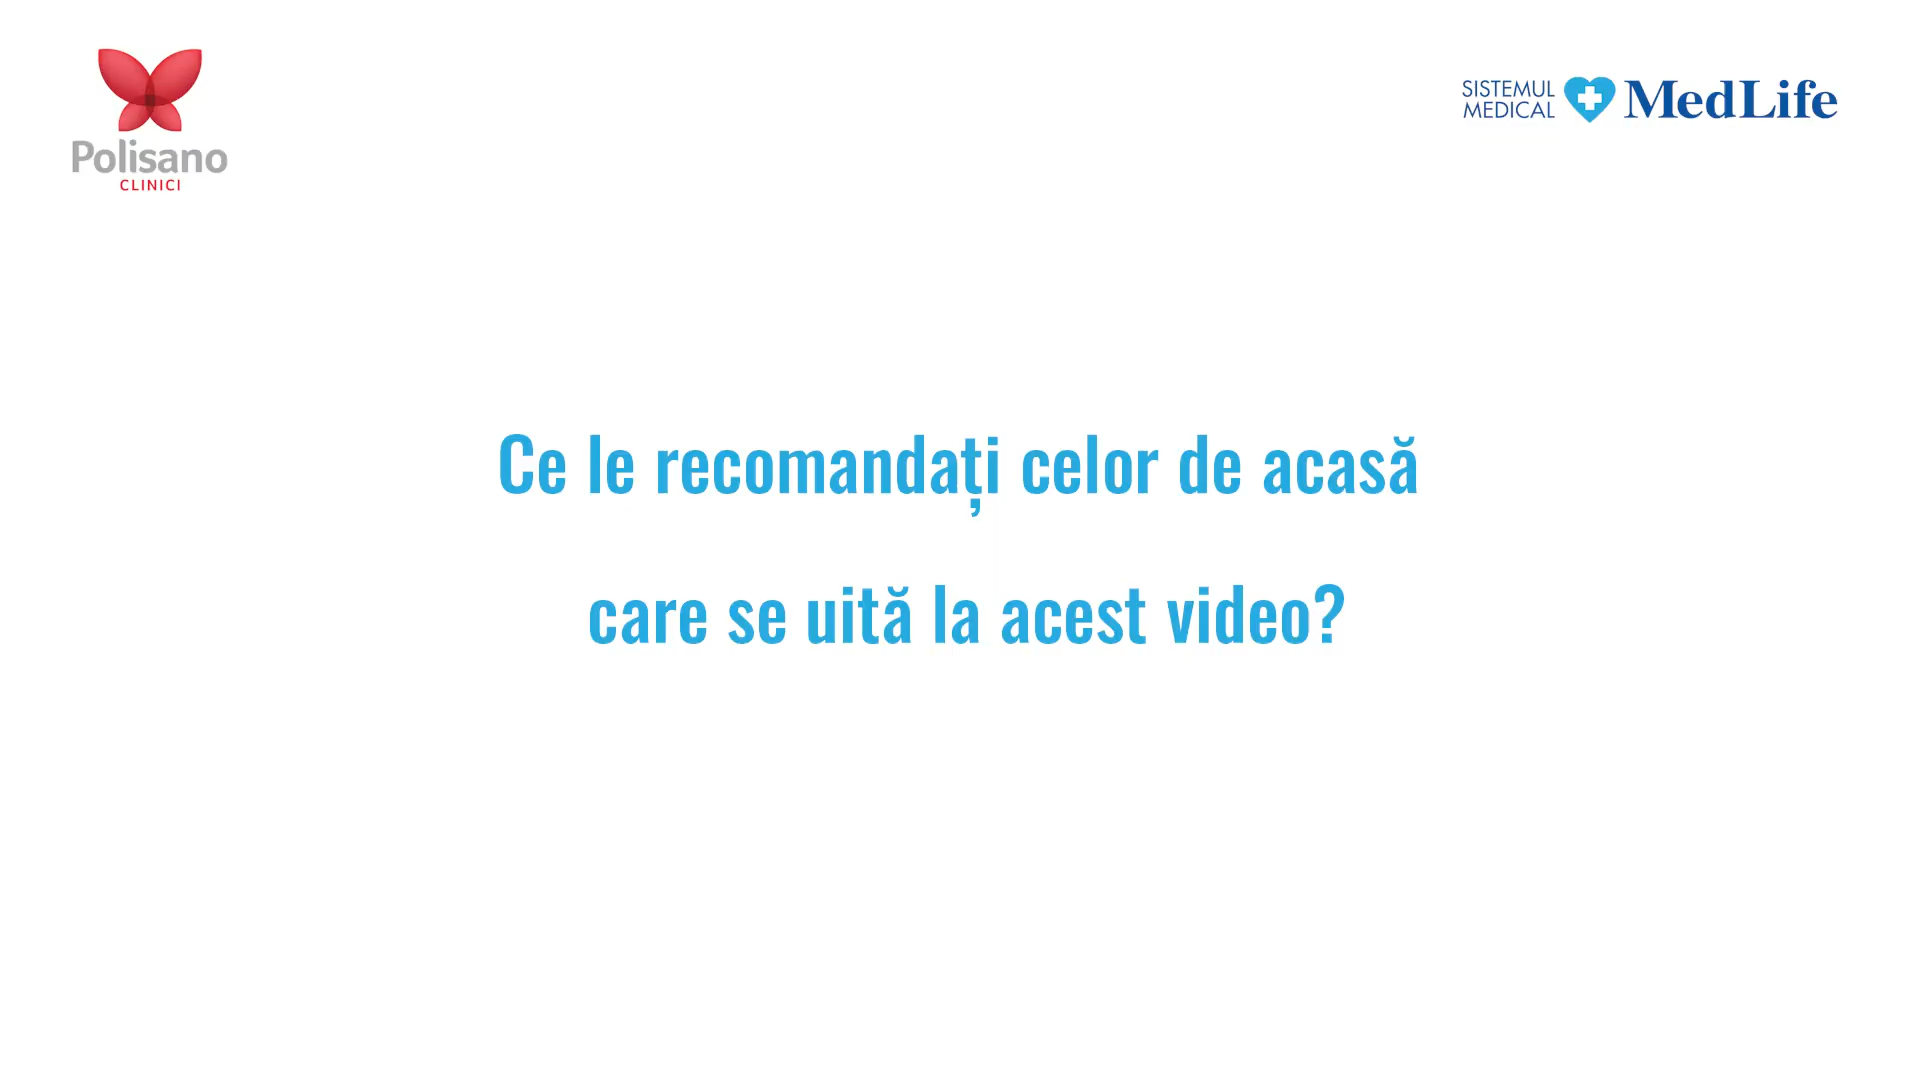 Polisano
CLINICI
SISTEMUL
MEDICAL
MedLife
Ce le recomandați celor de acasă
care se uită la acest video?